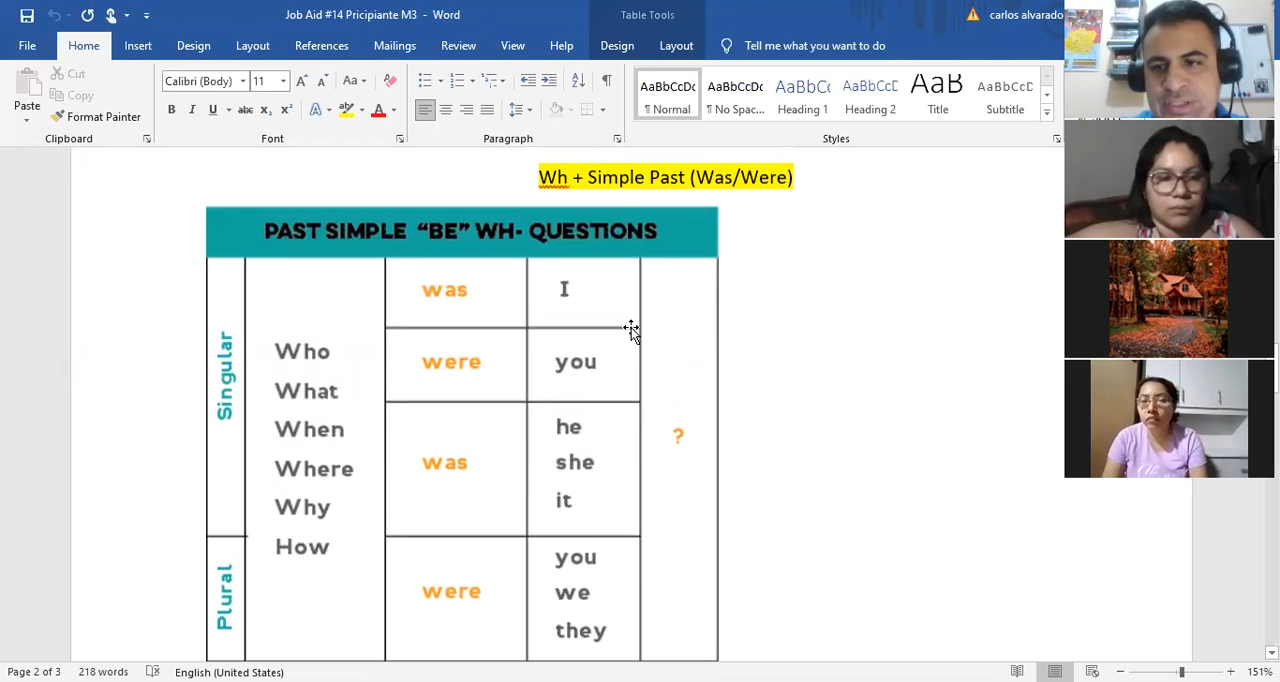 Job Aid #14 Pricipiante M3 - Word
Table Tools
carlos alvarado
File Home Insert Design Layout References Mailings Review View Help Design Layout Tell me what you want to do
Paste
Cut
Copy
Format Painter
Clipboard
Calibri (Body) 11
Font
Paragraph
AaBbCcDc AaBbCcDc AaBbCc AaBbCcD AaB AaBbCcD
¶ Normal ¶ No Spac... Heading 1 Heading 2 Title Subtitle
Styles
Wh + Simple Past (Was/Were)
PAST SIMPLE "BE" WH- QUESTIONS
Singular
Plural
Who
What
When
Where
Why
How
was I
were you
was
he
she
it
were
you
we
they
?
Page 2 of 3 218 words English (United States) 151%